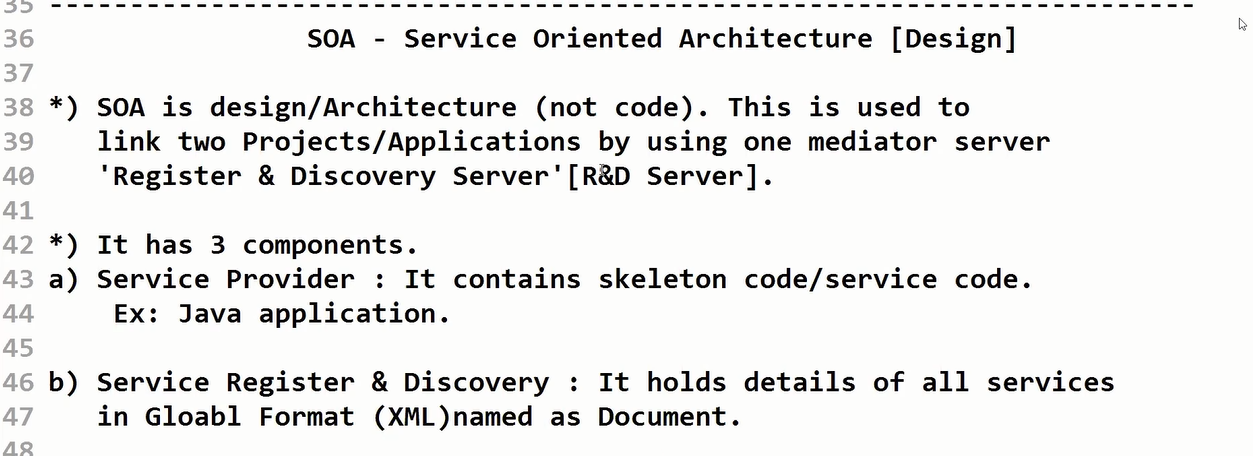 35 -----------------------------------------------------------------------
36 SOA - Service Oriented Architecture [Design]
37
38 *) SOA is design/Architecture (not code). This is used to
39 link two Projects/Applications by using one mediator server
40 'Register & Discovery Server'[R&D Server].
41
42 *) It has 3 components.
43 a) Service Provider : It contains skeleton code/service code.
44 Ex: Java application.
45
46 b) Service Register & Discovery : It holds details of all services
47 in Gloabl Format (XML)named as Document.
48